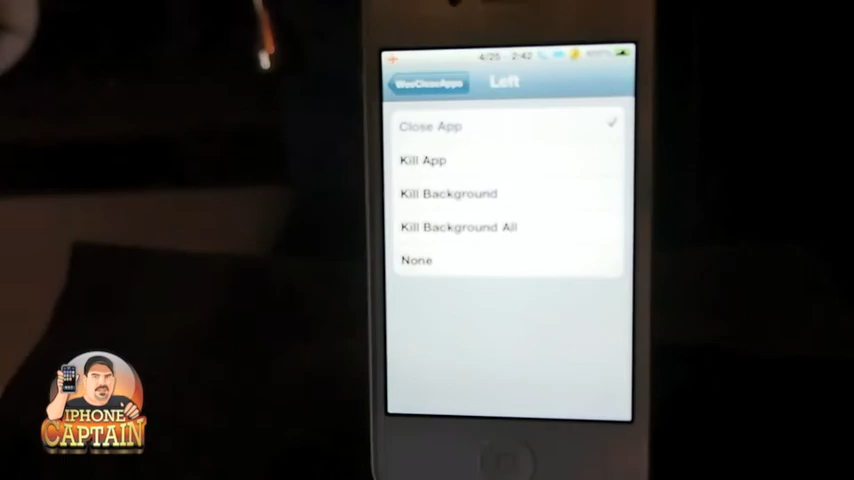 4/25 2:42
WeeCloseApps
Left
Close App
Kill App
Kill Background
Kill Background All
None
IPHONE
CAPTAIN